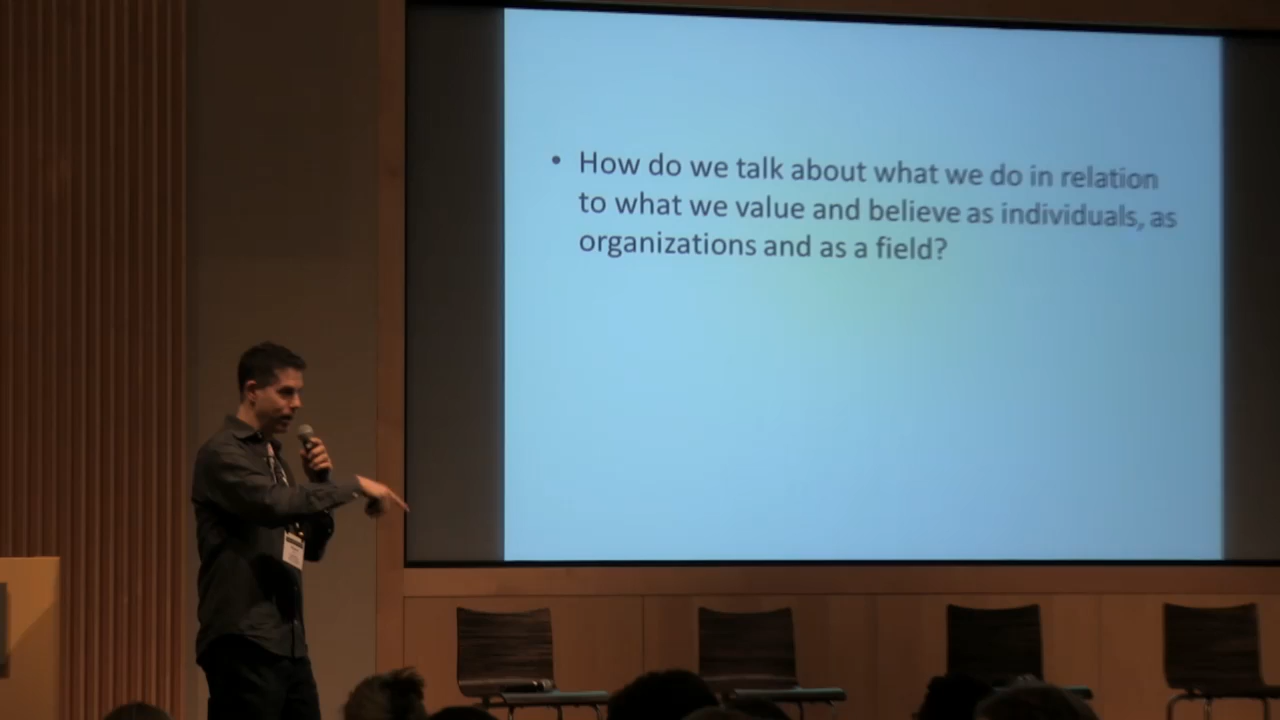 • How do we talk about what we do in relation
to what we value and believe as individuals, as
organizations and as a field?